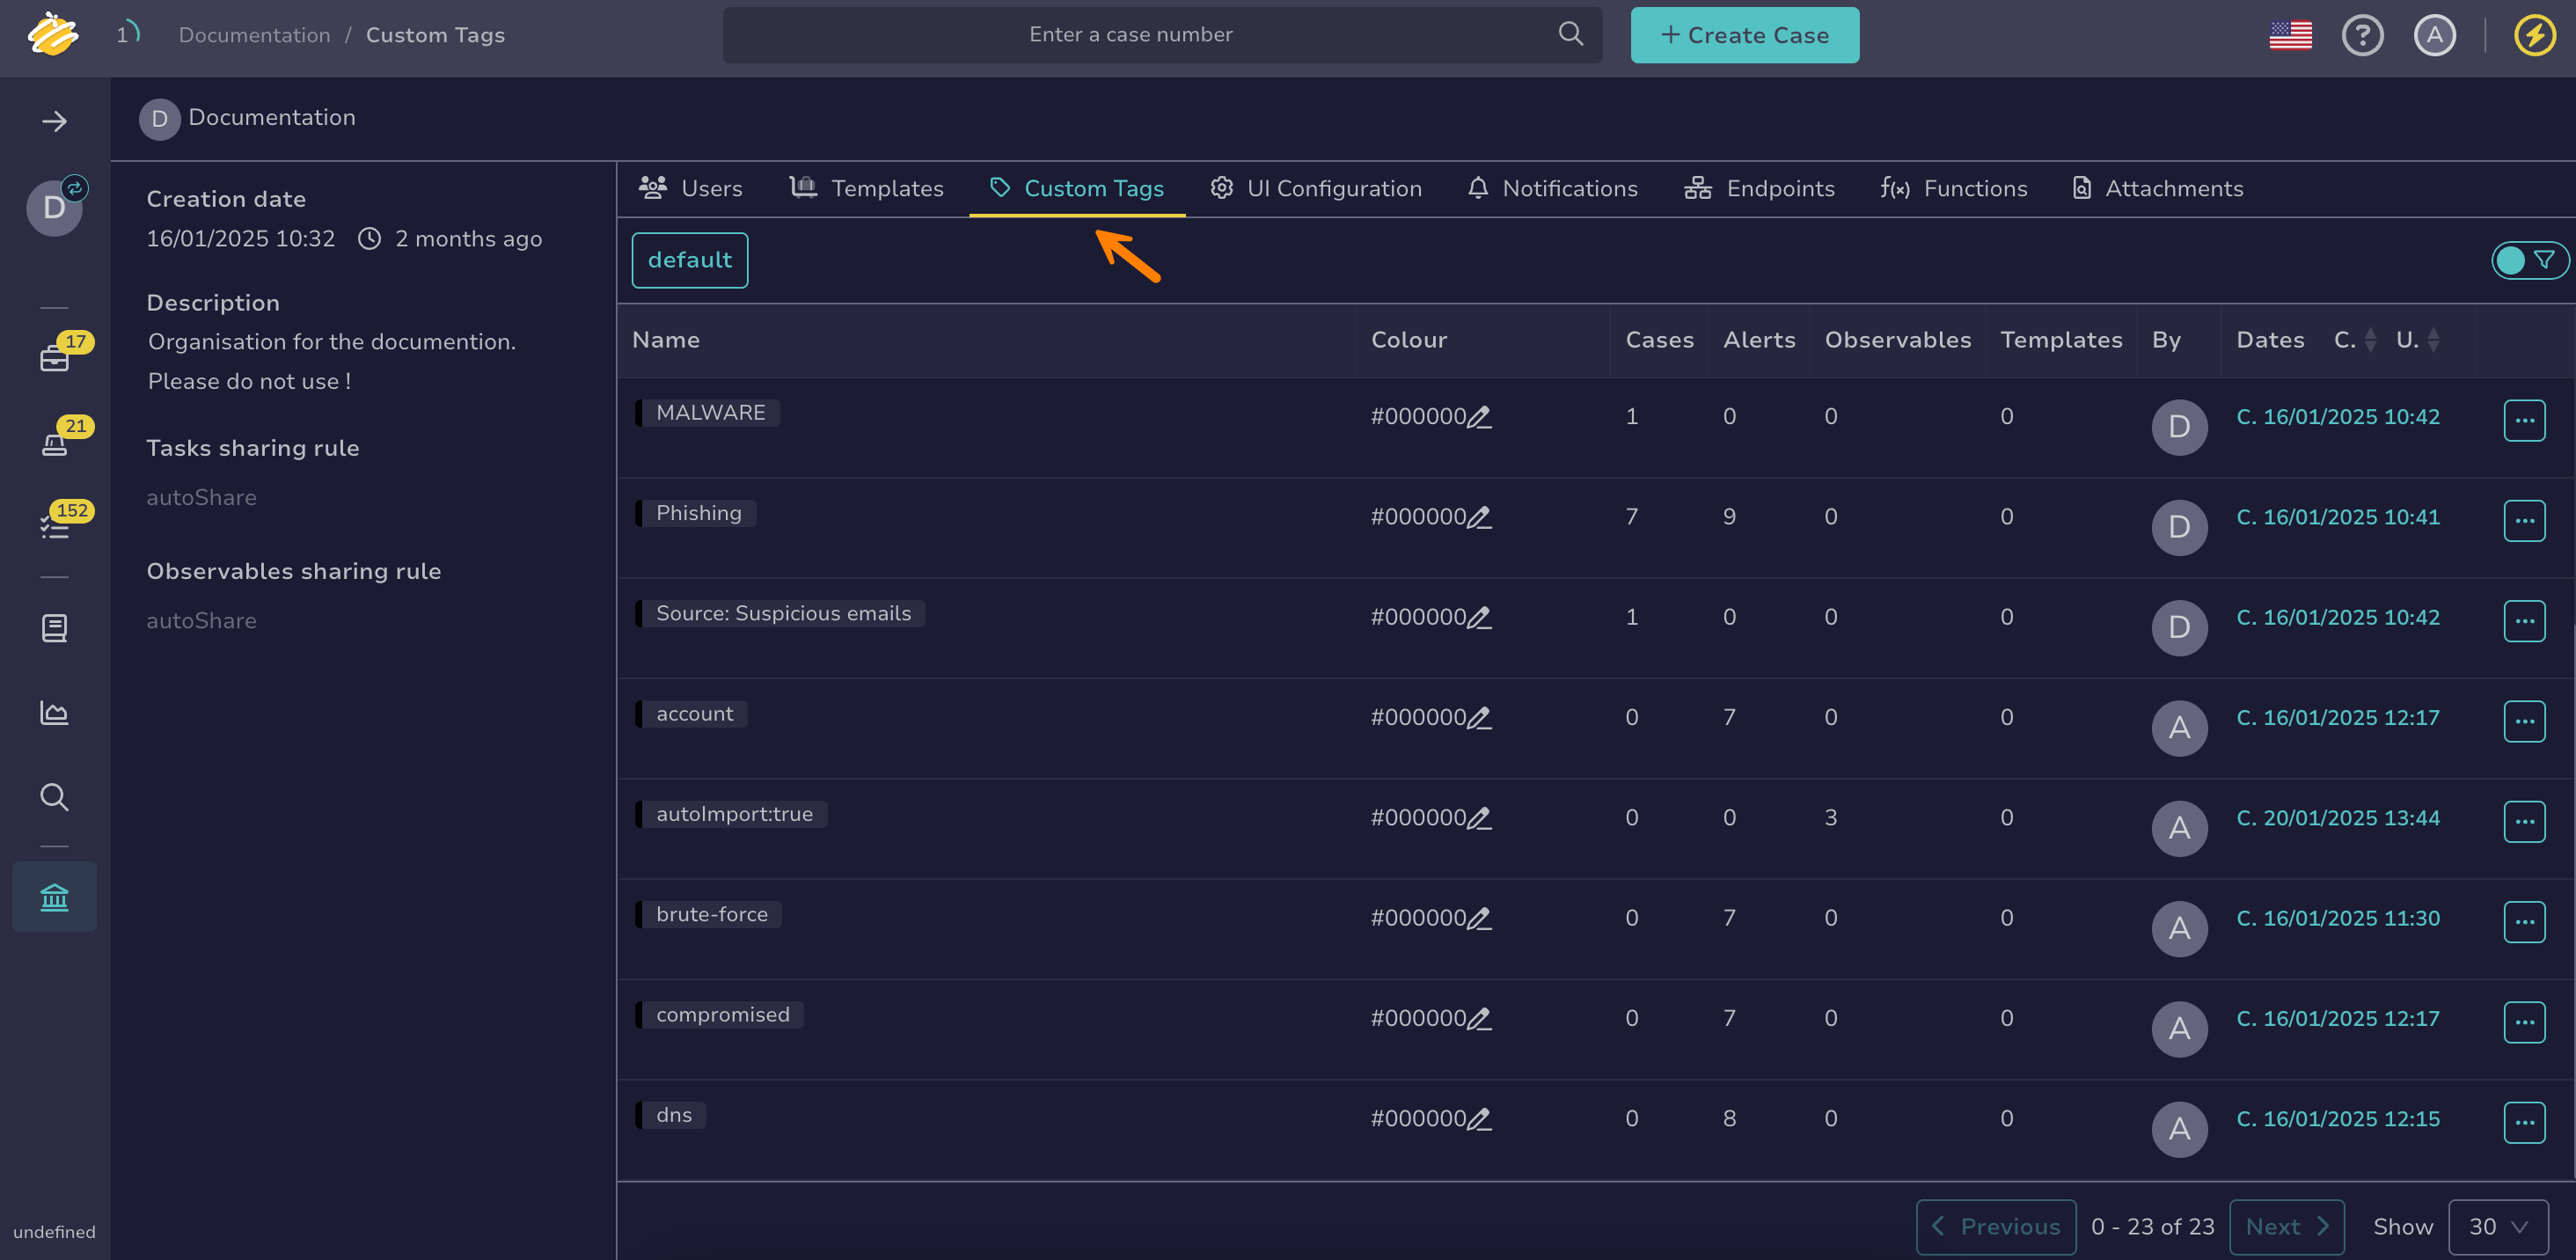 1 Documentation / Custom Tags Enter a case number + Create Case ? A
D Documentation
D
Creation date
16/01/2025 10:32 2 months ago
Description
Organisation for the documention.
Please do not use !
Tasks sharing rule
autoShare
Observables sharing rule
autoShare
17
21
152
undefined
Users Templates Custom Tags UI Configuration Notifications Endpoints f(x) Functions Attachments
default
Name Colour Cases Alerts Observables Templates By Dates C. U.
MALWARE #000000 1 0 0 0 D C. 16/01/2025 10:42
Phishing #000000 7 9 0 0 D C. 16/01/2025 10:41
Source: Suspicious emails #000000 1 0 0 0 D C. 16/01/2025 10:42
account #000000 0 7 0 0 A C. 16/01/2025 12:17
autoImport:true #000000 0 0 3 0 A C. 20/01/2025 13:44
brute-force #000000 0 7 0 0 A C. 16/01/2025 11:30
compromised #000000 0 7 0 0 A C. 16/01/2025 12:17
dns #000000 0 8 0 0 A C. 16/01/2025 12:15
Previous 0 - 23 of 23 Next Show 30